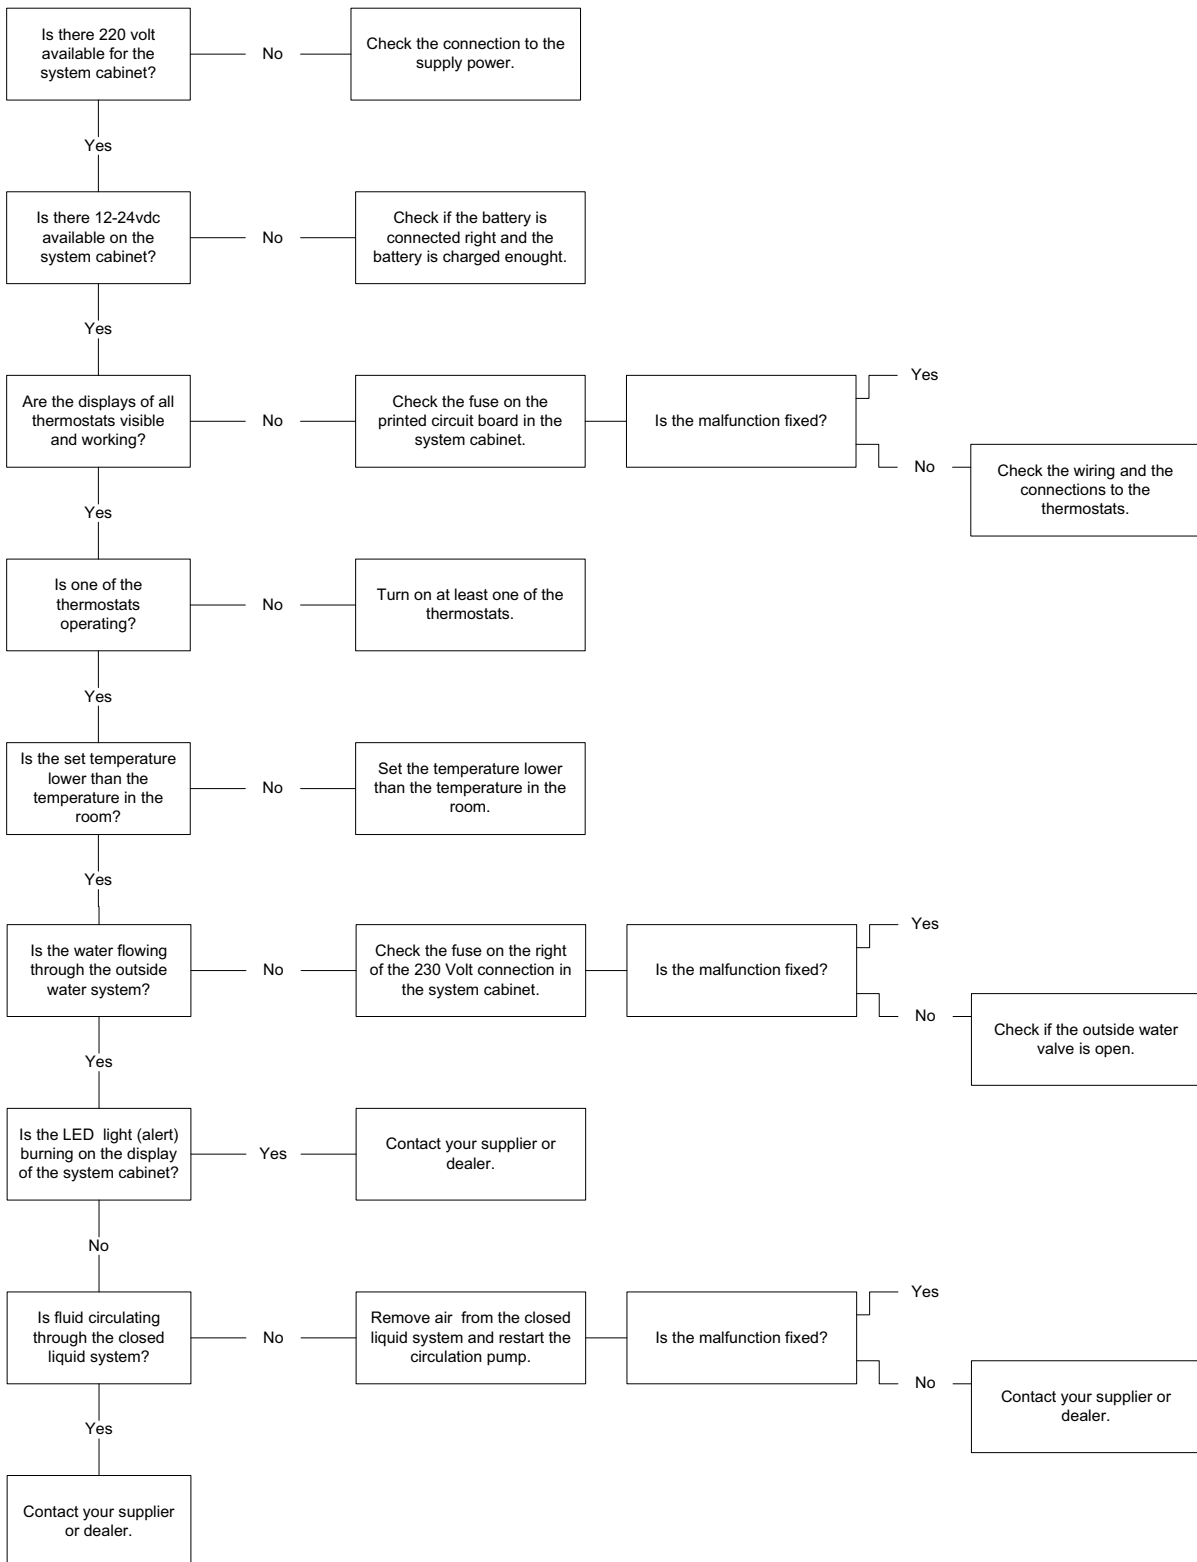 Is there 220 volt
available for the
system cabinet?
No
Check the connection to the
supply power.
Yes
Is there 12-24vdc
available on the
system cabinet?
No
Check if the battery is
connected right and the
battery is charged enought.
Yes
Are the displays of all
thermostats visible
and working?
No
Check the fuse on the
printed circuit board in the
system cabinet.
Is the malfunction fixed?
Yes
No
Check the wiring and the
connections to the
thermostats.
Yes
Is one of the
thermostats
operating?
No
Turn on at least one of the
thermostats.
Yes
Is the set temperature
lower than the
temperature in the
room?
No
Set the temperature lower
than the temperature in the
room.
Yes
Is the water flowing
through the outside
water system?
No
Check the fuse on the right
of the 230 Volt connection in
the system cabinet.
Is the malfunction fixed?
Yes
No
Check if the outside water
valve is open.
Yes
Is the LED light (alert)
burning on the display
of the system cabinet?
Yes
Contact your supplier or
dealer.
No
Is fluid circulating
through the closed
liquid system?
No
Remove air from the closed
liquid system and restart the
circulation pump.
Is the malfunction fixed?
Yes
No
Contact your supplier or
dealer.
Yes
Contact your supplier
or dealer.